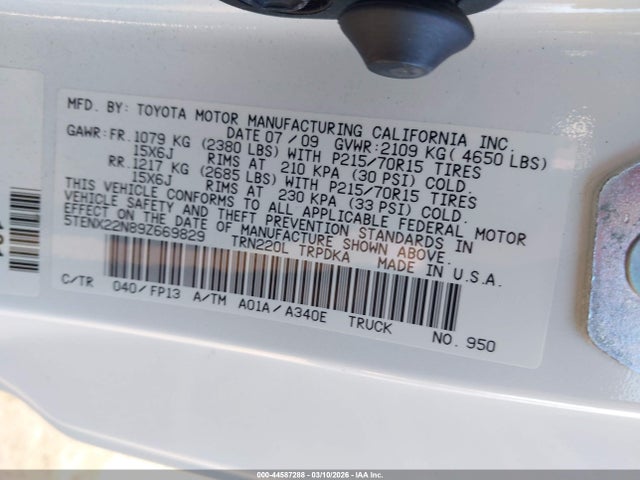 MFD. BY: TOYOTA MOTOR MANUFACTURING CALIFORNIA INC.
DATE 07/09 GVWR: 2109 KG( 4650 LBS)
GAWR: FR. 1079 KG (2380 LBS) WITH P215/70R15 TIRES
15X6J RIMS AT 210 KPA (30 PSI) COLD.
RR. 1217 KG (2685 LBS) WITH P215/70R15 TIRES
15X6J RIMS AT 230 KPA (33 PSI) COLD.
THIS VEHICLE CONFORMS TO ALL APPLICABLE FEDERAL MOTOR
VEHICLE SAFETY AND THEFT PREVENTION STANDARDS IN
EFFECT ON DATE OF MANUFACTURE SHOWN ABOVE.
5TENX22N89Z669829 TRN220L TRPDKA MADE IN U.S.A.
C/TR 040/FP13 A/TM A01A/A340E TRUCK NO. 950
000-44587288 - 03/10/2026 - IAA Inc.